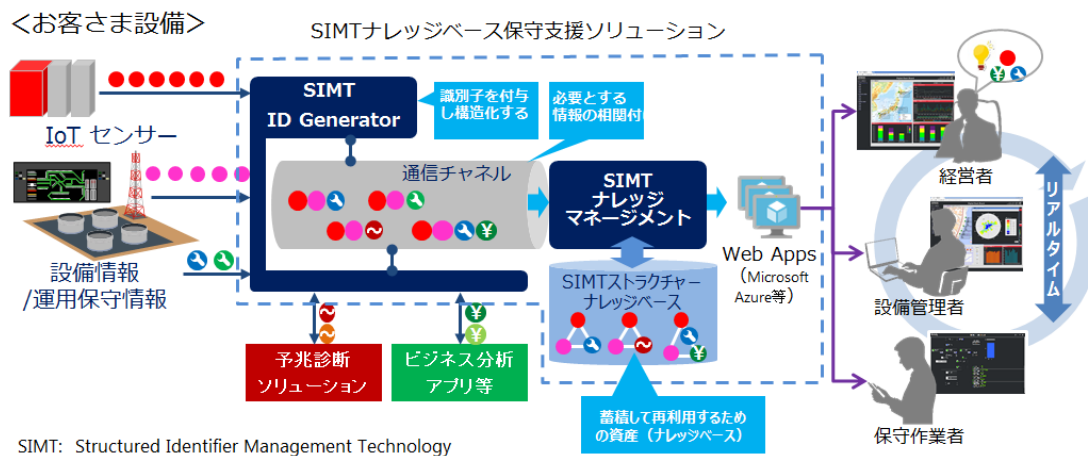 ＜お客さま設備＞
SIMTナレッジベース保守支援ソリューション
IoT センサー
SIMT
ID Generator
識別子を付与
し構造化する
必要とする
情報の相関付け
通信チャネル
SIMT
ナレッジ
マネージメント
設備情報
/運用保守情報
SIMTストラクチャー
ナレッジベース
Web Apps
（Microsoft
Azure等）
経営者
リアルタイム
設備管理者
保守作業者
予兆診断
ソリューション
ビジネス分析
アプリ等
蓄積して再利用するため
の資産（ナレッジベース）
SIMT: Structured Identifier Management Technology